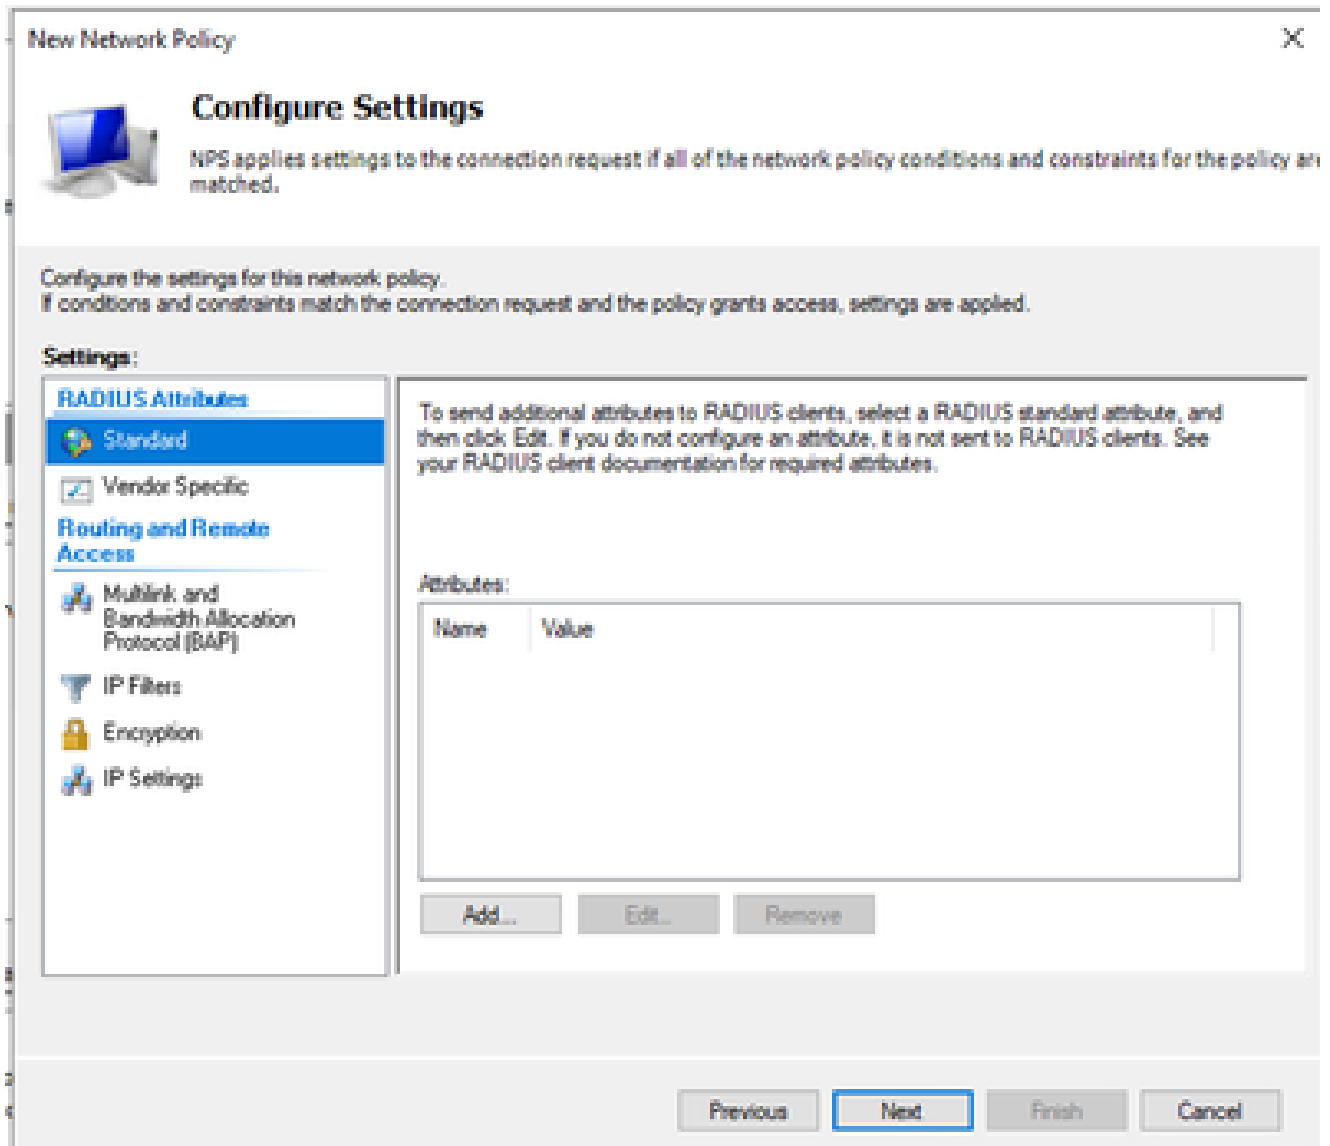 New Network Policy
Configure Settings
NPS applies settings to the connection request if all of the network policy conditions and constraints for the policy are
matched.
Configure the settings for this network policy.
If conditions and constraints match the connection request and the policy grants access, settings are applied.
Settings:
RADIUS Attributes
Standard
Vendor Specific
Routing and Remote
Access
Multilink and
Bandwidth Allocation
Protocol (BAP)
IP Filters
Encryption
IP Settings
To send additional attributes to RADIUS clients, select a RADIUS standard attribute, and
then click Edit. If you do not configure an attribute, it is not sent to RADIUS clients. See
your RADIUS client documentation for required attributes.
Attributes:
Name Value
Add... Edit... Remove
Previous Next Finish Cancel